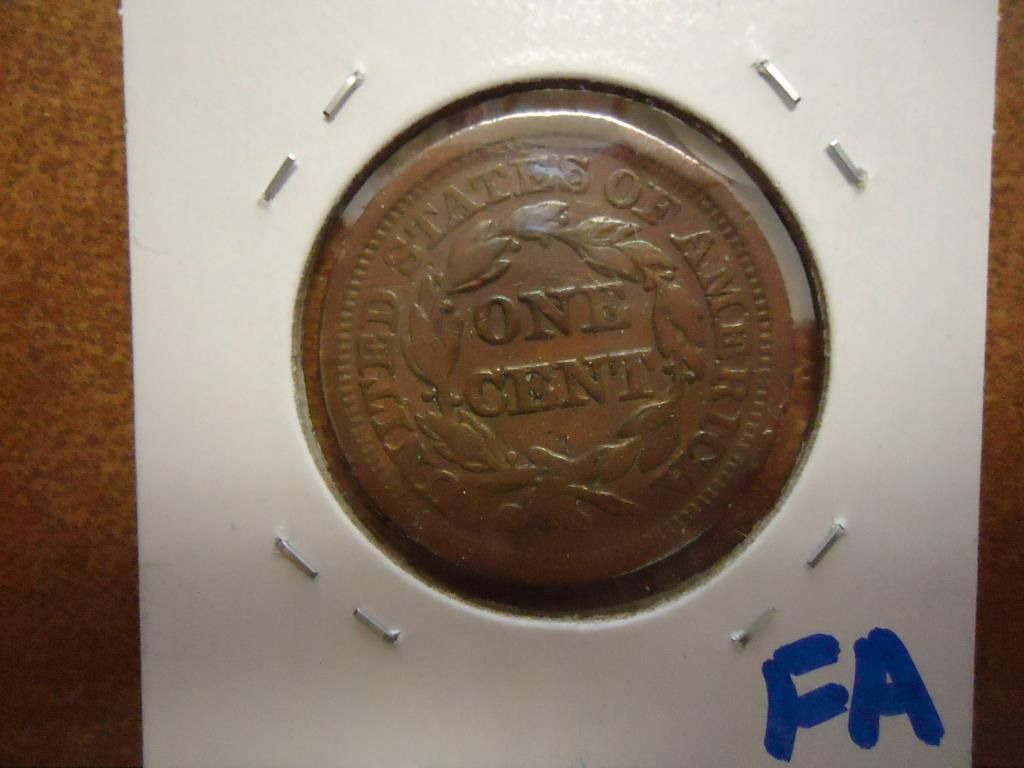 UNITED STATES OF AMERICA
ONE
CENT
FA